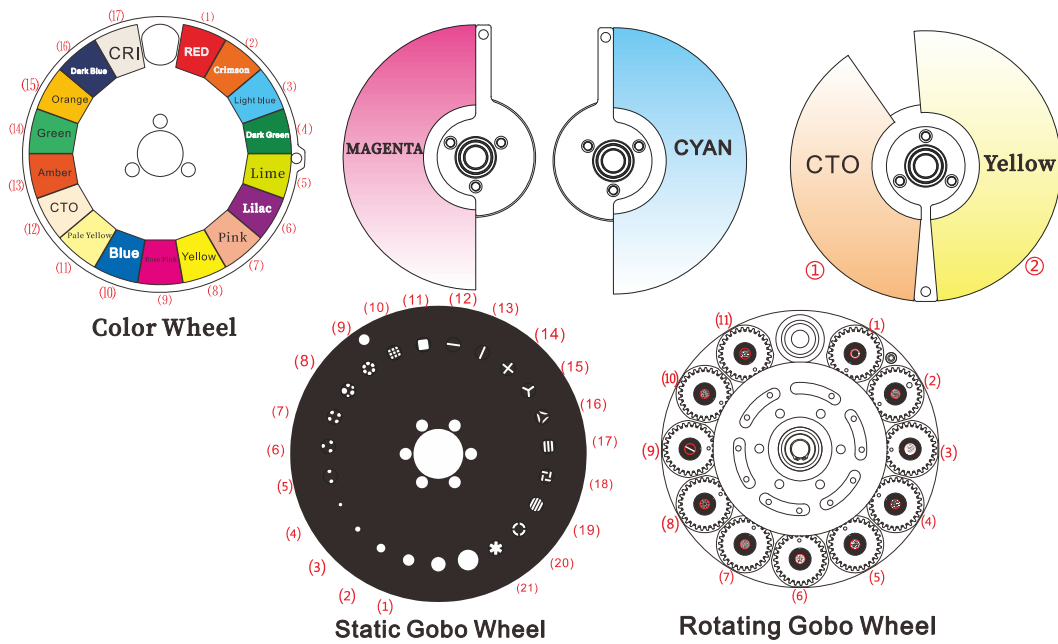 (17)
(1)
(16)
CRI
RED
(2)
Dark Blue
Crimson
(15)
Orange
Light blue
(3)
(14)
Green
Dark Green
(4)
(13)
Amber
Lime
(5)
(12)
CTO
Lilac
(6)
(11)
Pale Yellow
Pink
(7)
(10)
Blue
(9)
Yellow
(8)
Color Wheel
MAGENTA
CYAN
CTO
Yellow
①
②
(9)
(10)
(11)
(12)
(13)
(14)
(8)
(15)
(7)
(16)
(6)
(17)
(5)
(18)
(4)
(19)
(3)
(20)
(2)
(21)
(1)
Static Gobo Wheel
(11)
(1)
(10)
(2)
(9)
(3)
(8)
(4)
(7)
(5)
(6)
Rotating Gobo Wheel